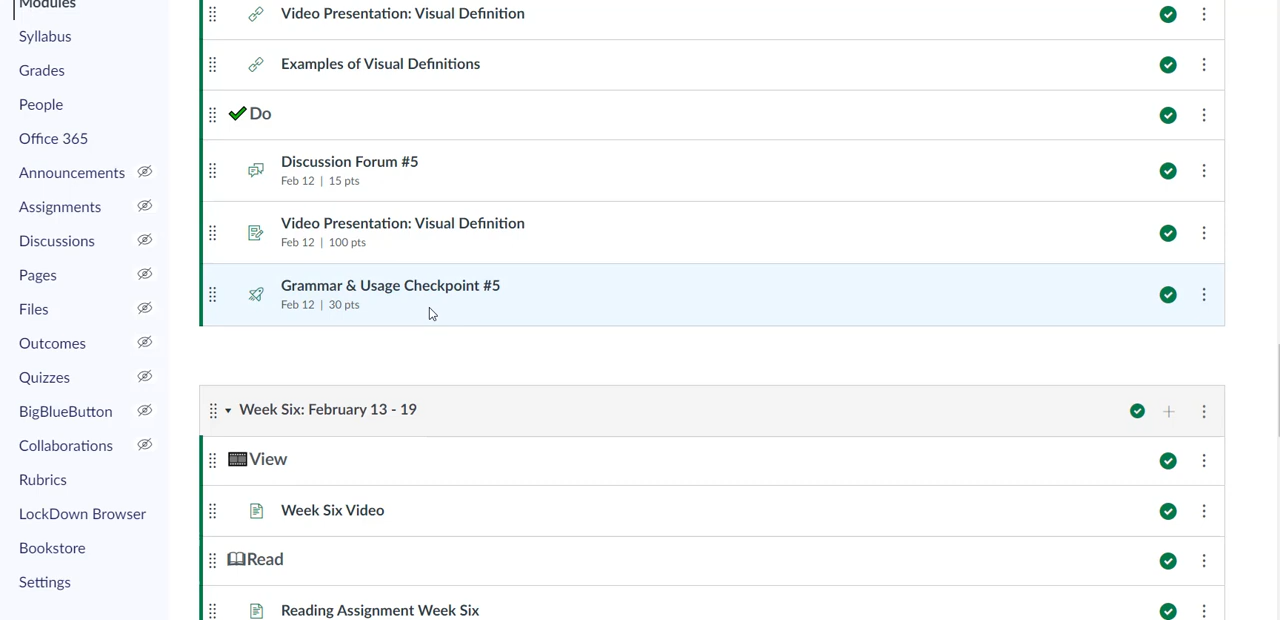 Modules
Syllabus
Grades
People
Office 365
Announcements
Assignments
Discussions
Pages
Files
Outcomes
Quizzes
BigBlueButton
Collaborations
Rubrics
LockDown Browser
Bookstore
Settings
Video Presentation: Visual Definition
Examples of Visual Definitions
Do
Discussion Forum #5
Feb 12 | 15 pts
Video Presentation: Visual Definition
Feb 12 | 100 pts
Grammar & Usage Checkpoint #5
Feb 12 | 30 pts
Week Six: February 13 - 19
View
Week Six Video
Read
Reading Assignment Week Six